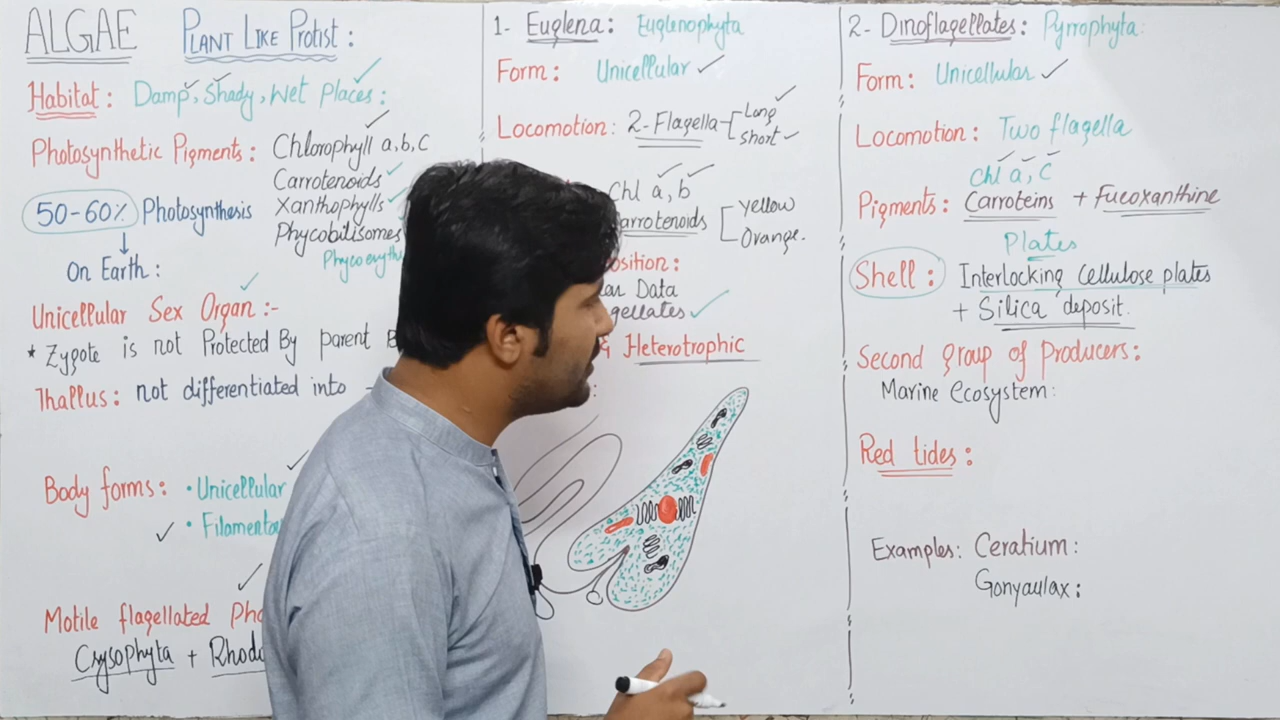 ALGAE PLANT LIKE Protist :
Habitat : Damp, Shady, Wet Places :
Photosynthetic Pigments : Chlorophyll a,b,c
Carrotenoids
Xanthophylls
Phycobilisomes
50-60% Photosynthesis
On Earth :
Unicellular Sex Organ :-
* Zygote is not Protected By parent
Thallus : not differentiated into
Body forms : • Unicellular
•
Motile flagellated
Crysophyta +
1- Euglena : Euglenophyta
Form : Unicellular
Locomotion : 2-Flagella
Long
Short
Chl a, b
Yellow
Orange.
Data
Heterotrophic
2- Dinoflagellates : Pyrrophyta :
Form : Unicellular
Locomotion : Two flagella
Chl a, c
Pigments : Carroteins + Fucoxanthine
Plates
Shell : Interlocking cellulose plates
+ Silica deposit.
Second group of Producers :
Marine Ecosystem :
Red tides :
Examples : Ceratium :
Gonyaulax :